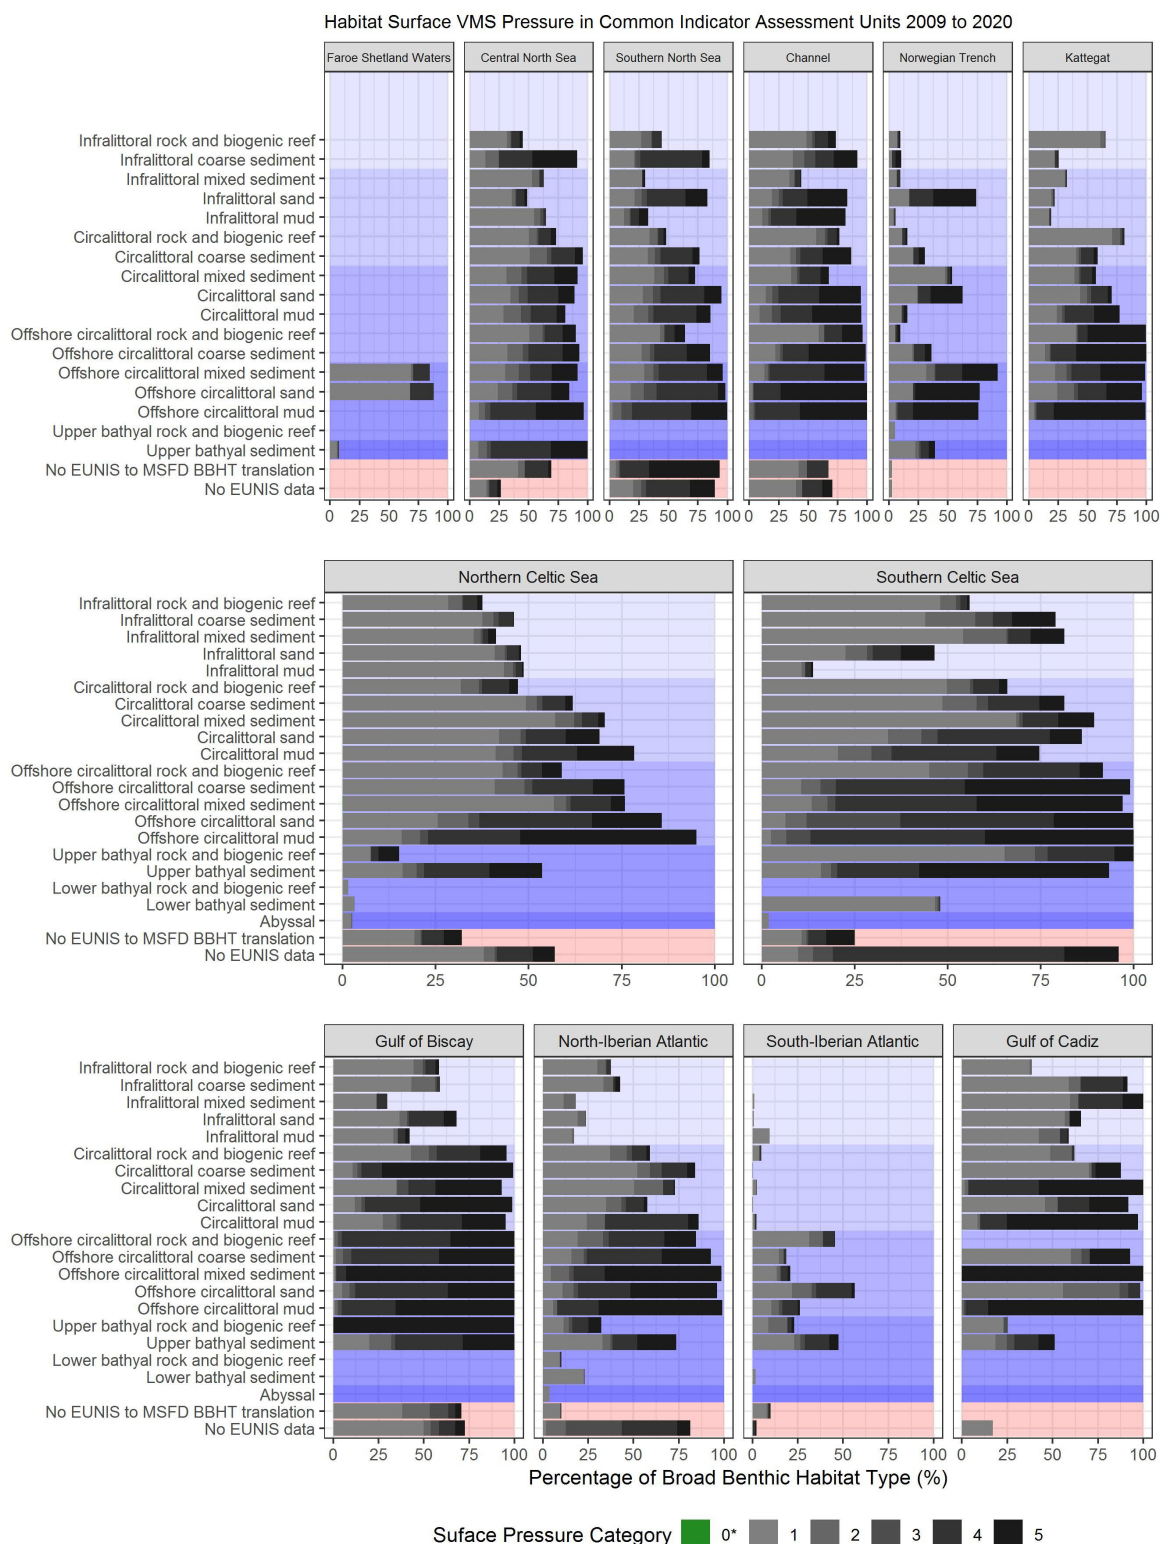 Habitat Surface VMS Pressure in Common Indicator Assessment Units 2009 to 2020
Faroe Shetland Waters Central North Sea Southern North Sea Channel Norwegian Trench Kattegat
Infralittoral rock and biogenic reef
Infralittoral coarse sediment
Infralittoral mixed sediment
Infralittoral sand
Infralittoral mud
Circalittoral rock and biogenic reef
Circalittoral coarse sediment
Circalittoral mixed sediment
Circalittoral sand
Circalittoral mud
Offshore circalittoral rock and biogenic reef
Offshore circalittoral coarse sediment
Offshore circalittoral mixed sediment
Offshore circalittoral sand
Offshore circalittoral mud
Upper bathyal rock and biogenic reef
Upper bathyal sediment
No EUNIS to MSFD BBHT translation
No EUNIS data
0 25 50 75 100 0 25 50 75 100 0 25 50 75 100 0 25 50 75 100 0 25 50 75 100 0 25 50 75 100
Northern Celtic Sea Southern Celtic Sea
Infralittoral rock and biogenic reef
Infralittoral coarse sediment
Infralittoral mixed sediment
Infralittoral sand
Infralittoral mud
Circalittoral rock and biogenic reef
Circalittoral coarse sediment
Circalittoral mixed sediment
Circalittoral sand
Circalittoral mud
Offshore circalittoral rock and biogenic reef
Offshore circalittoral coarse sediment
Offshore circalittoral mixed sediment
Offshore circalittoral sand
Offshore circalittoral mud
Upper bathyal rock and biogenic reef
Upper bathyal sediment
Lower bathyal rock and biogenic reef
Lower bathyal sediment
Abyssal
No EUNIS to MSFD BBHT translation
No EUNIS data
0 25 50 75 100 0 25 50 75 100
Gulf of Biscay North-Iberian Atlantic South-Iberian Atlantic Gulf of Cadiz
Infralittoral rock and biogenic reef
Infralittoral coarse sediment
Infralittoral mixed sediment
Infralittoral sand
Infralittoral mud
Circalittoral rock and biogenic reef
Circalittoral coarse sediment
Circalittoral mixed sediment
Circalittoral sand
Circalittoral mud
Offshore circalittoral rock and biogenic reef
Offshore circalittoral coarse sediment
Offshore circalittoral mixed sediment
Offshore circalittoral sand
Offshore circalittoral mud
Upper bathyal rock and biogenic reef
Upper bathyal sediment
Lower bathyal rock and biogenic reef
Lower bathyal sediment
Abyssal
No EUNIS to MSFD BBHT translation
No EUNIS data
0 25 50 75 100 0 25 50 75 100 0 25 50 75 100 0 25 50 75 100
Percentage of Broad Benthic Habitat Type (%)
Suface Pressure Category 0* 1 2 3 4 5